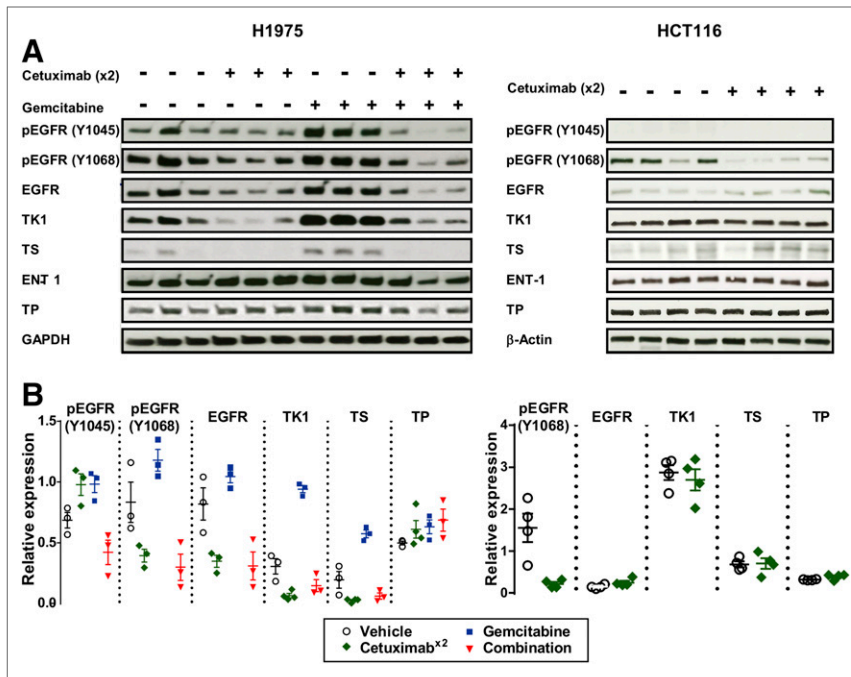 H1975 HCT116
A
Cetuximab (x2) - - - + + + - - - + + +
Gemcitabine - - - - - - + + + + + +
pEGFR (Y1045)
pEGFR (Y1068)
EGFR
TK1
TS
ENT 1
TP
GAPDH
Cetuximab (x2) - - - - + + + +
pEGFR (Y1045)
pEGFR (Y1068)
EGFR
TK1
TS
ENT-1
TP
β-Actin
B
pEGFR (Y1045) pEGFR (Y1068) EGFR TK1 TS TP
Relative expression
1.5
1.0
0.5
0.0
pEGFR (Y1068) EGFR TK1 TS TP
Relative expression
4
3
2
1
0
Vehicle Gemcitabine
Cetuximab x2 Combination